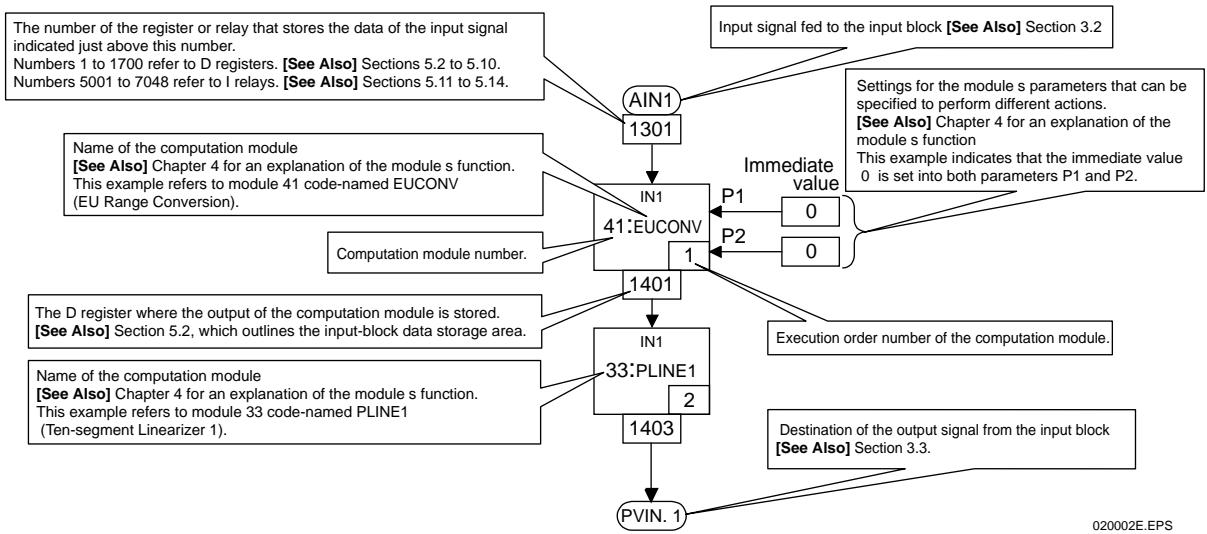 The number of the register or relay that stores the data of the input signal
indicated just above this number.
Numbers 1 to 1700 refer to D registers. [See Also] Sections 5.2 to 5.10.
Numbers 5001 to 7048 refer to I relays. [See Also] Sections 5.11 to 5.14.
Input signal fed to the input block [See Also] Section 3.2
AIN1
1301
Settings for the module s parameters that can be
specified to perform different actions.
[See Also] Chapter 4 for an explanation of the
module s function
This example indicates that the immediate value
0 is set into both parameters P1 and P2.
Name of the computation module
[See Also] Chapter 4 for an explanation of the module s function.
This example refers to module 41 code-named EUCONV
(EU Range Conversion).
Immediate
value
IN1
P1
0
41:EUCONV
P2
0
1
Computation module number.
1401
The D register where the output of the computation module is stored.
[See Also] Section 5.2, which outlines the input-block data storage area.
Execution order number of the computation module.
IN1
33:PLINE1
2
Name of the computation module
[See Also] Chapter 4 for an explanation of the module s function.
This example refers to module 33 code-named PLINE1
(Ten-segment Linearizer 1).
1403
Destination of the output signal from the input block
[See Also] Section 3.3.
PVIN. 1
020002E.EPS